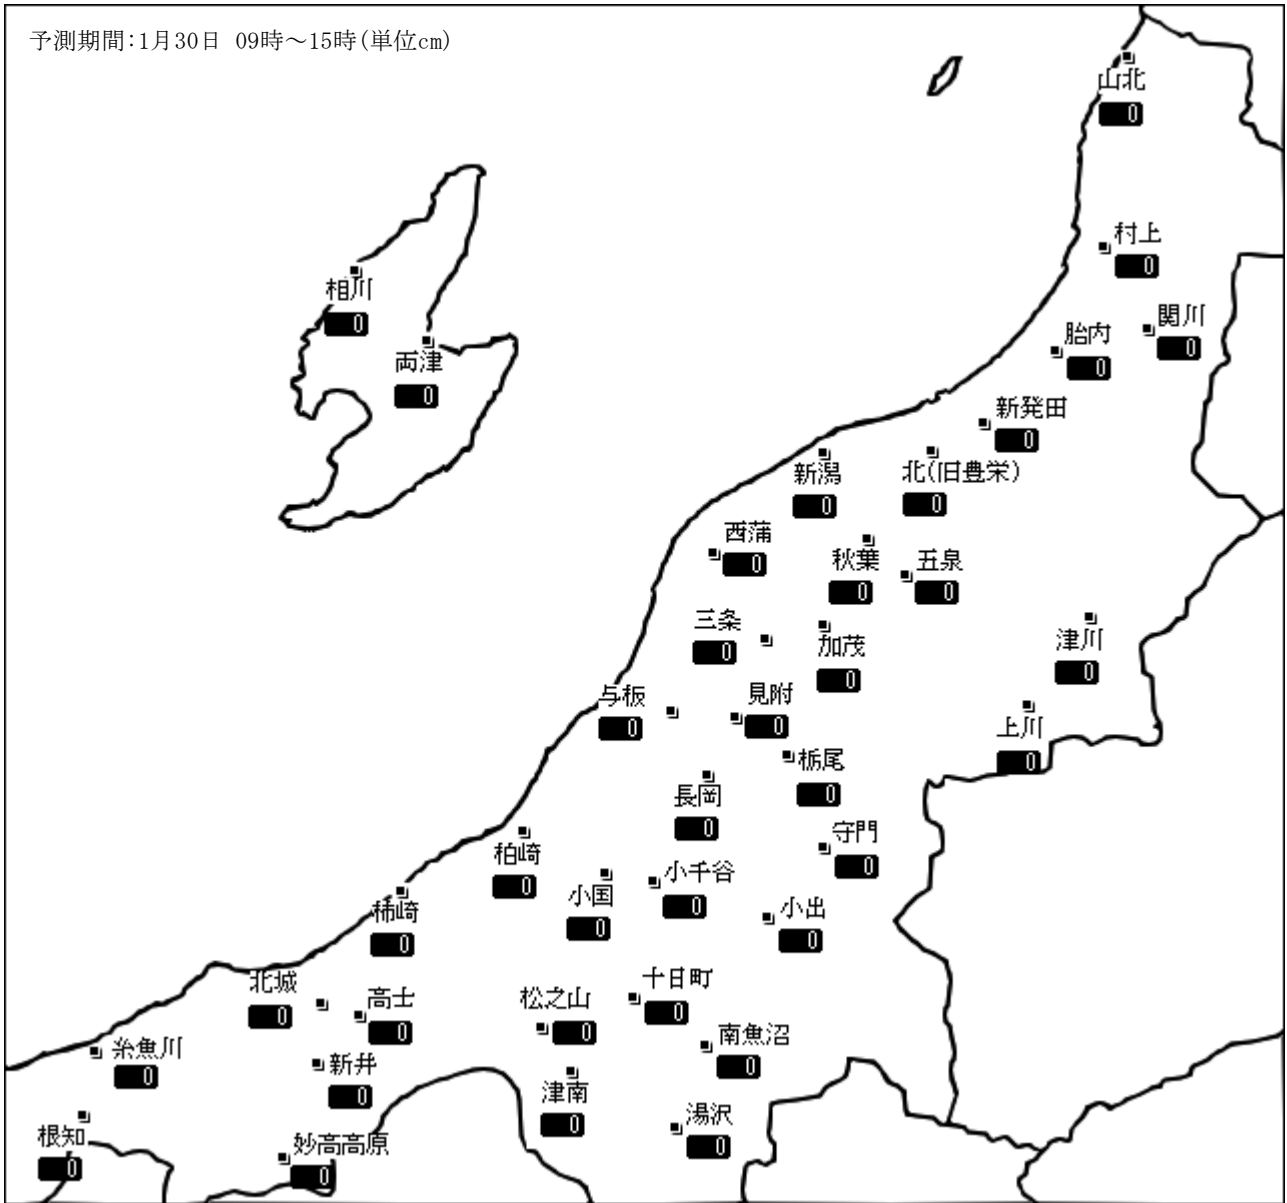 予測期間:1月30日 09時～15時(単位cm)
山北
0
村上
0
相川
0
関川
0
胎内
0
両津
0
新発田
0
新潟
0
北(旧豊栄)
0
西蒲
0
秋葉
0
五泉
0
三条
0
加茂
0
津川
0
与板
0
見附
0
上川
0
栃尾
0
長岡
0
守門
0
柏崎
0
小国
0
小千谷
0
小出
0
柿崎
0
北城
0
高士
0
松之山
0
十日町
0
南魚沼
0
糸魚川
0
新井
0
津南
0
湯沢
0
根知
0
妙高高原
0